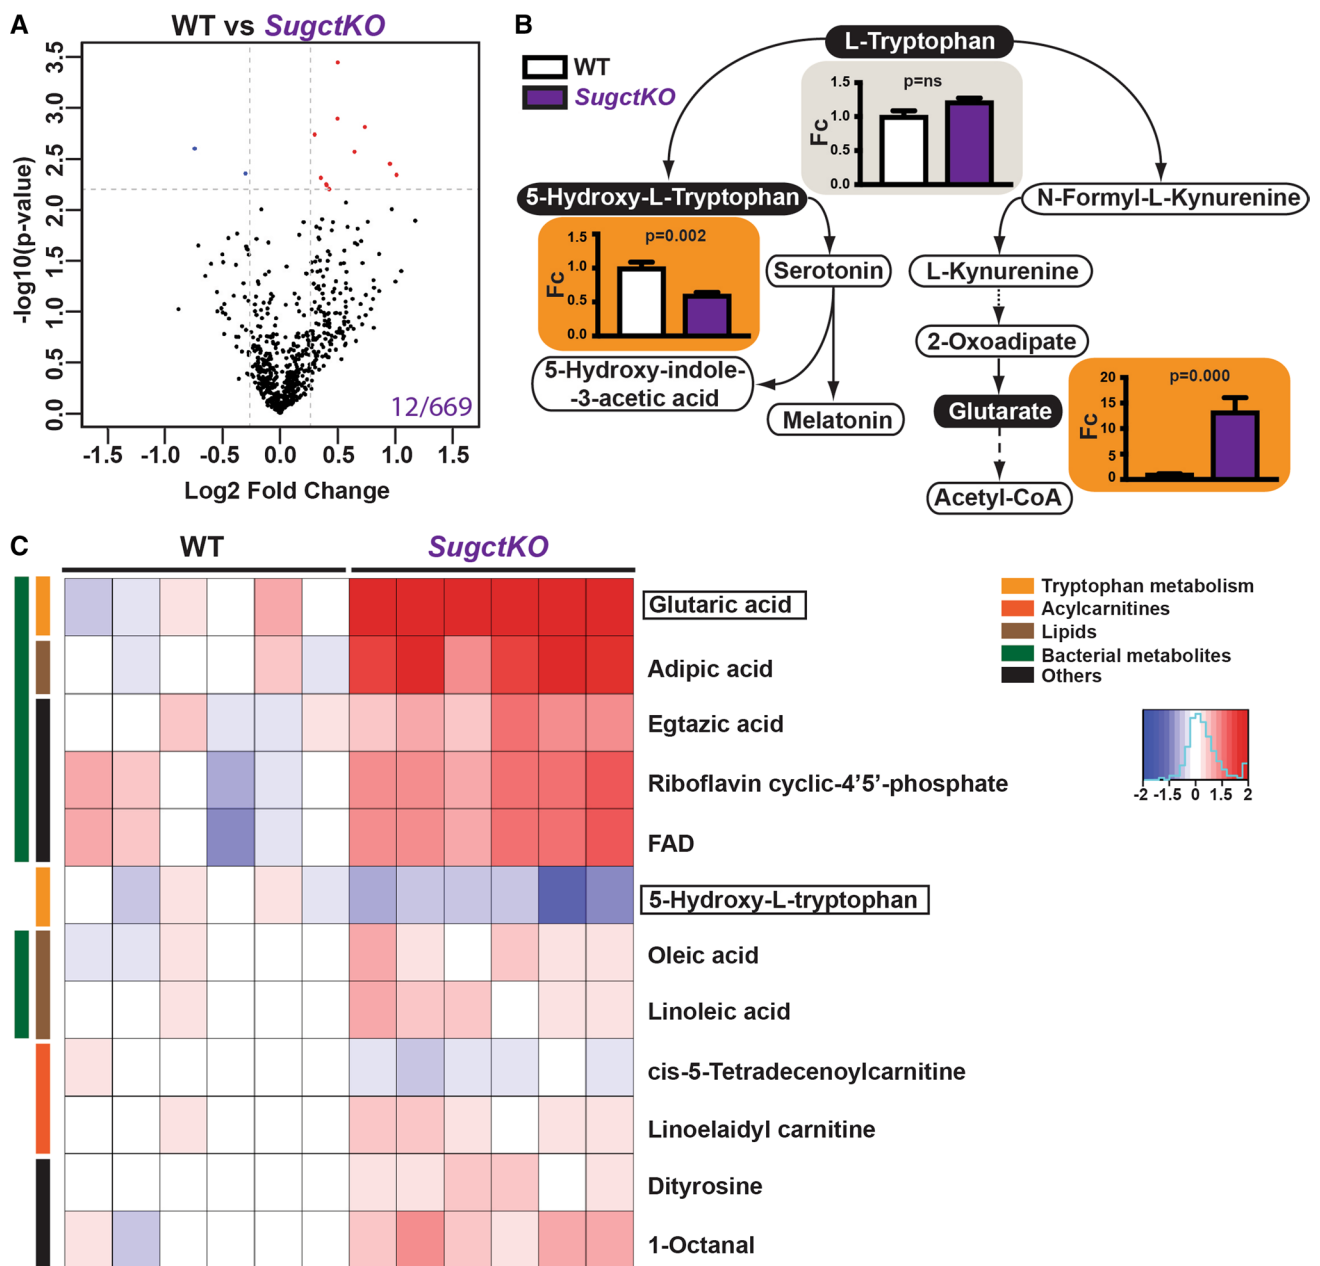 A
WT vs SugctKO
-log10(p-value)
3.5
3.0
2.5
2.0
1.5
1.0
0.5
0.0
12/669
-1.5 -1.0 -0.5 0.0 0.5 1.0 1.5
Log2 Fold Change
B
WT
SugctKO
L-Tryptophan
p=ns
Fc
1.5
1.0
0.5
0.0
5-Hydroxy-L-Tryptophan
N-Formyl-L-Kynurenine
p=0.002
Fc
1.5
1.0
0.5
0.0
Serotonin
L-Kynurenine
2-Oxoadipate
5-Hydroxy-indole-
-3-acetic acid
Melatonin
Glutarate
p=0.000
Fc
20
15
10
5
0
Acetyl-CoA
C
WT
SugctKO
Glutaric acid
Adipic acid
Egtazic acid
Riboflavin cyclic-4’5’-phosphate
FAD
5-Hydroxy-L-tryptophan
Oleic acid
Linoleic acid
cis-5-Tetradecenoylcarnitine
Linoelaidyl carnitine
Dityrosine
1-Octanal
Tryptophan metabolism
Acylcarnitines
Lipids
Bacterial metabolites
Others
-2 -1.5 0 1.5 2